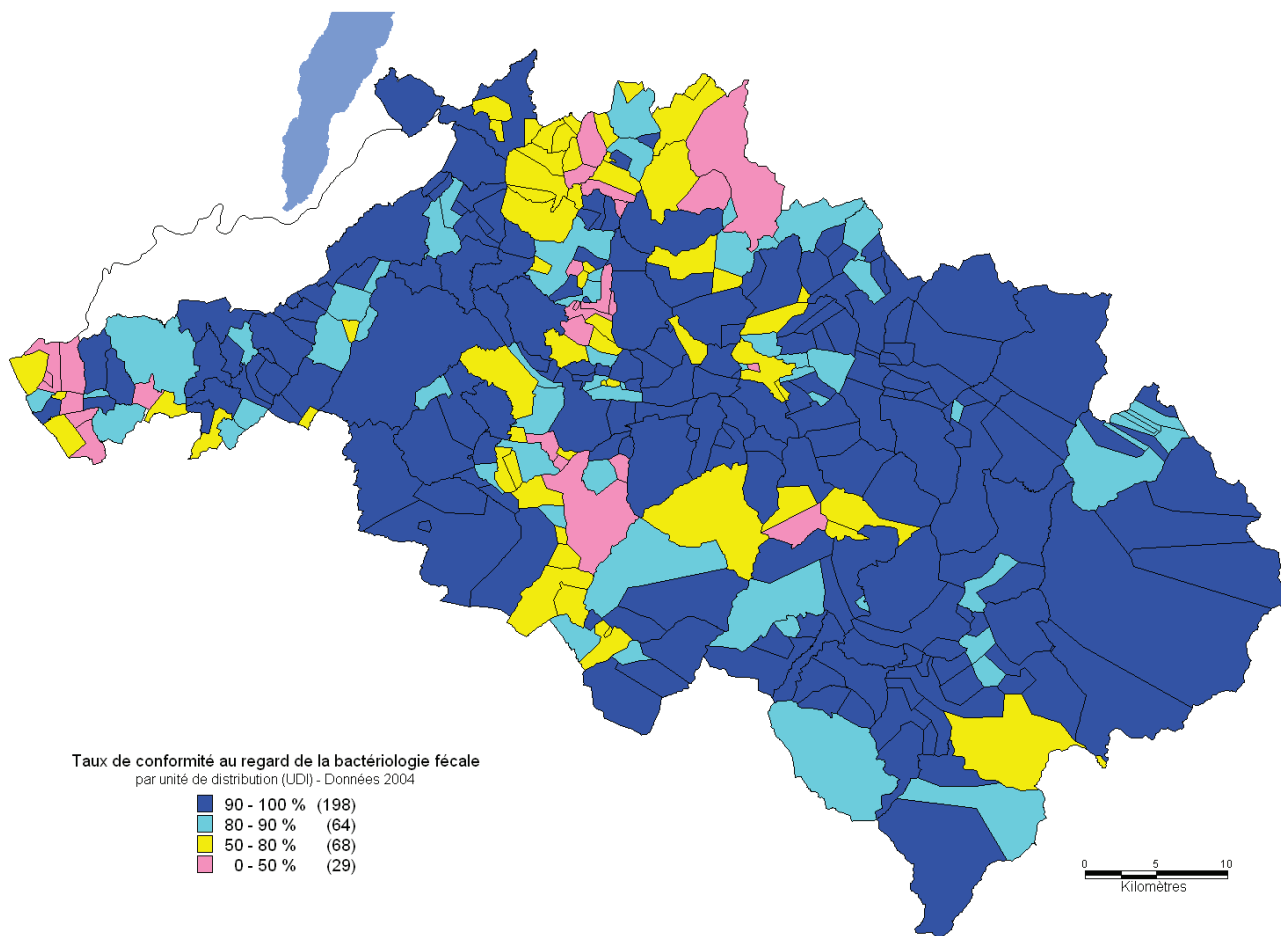 Taux de conformité au regard de la bactériologie fécale
par unité de distribution (UDI) - Données 2004
90 - 100 % (198)
80 - 90 % (64)
50 - 80 % (68)
0 - 50 % (29)
0 5 10
Kilomètres